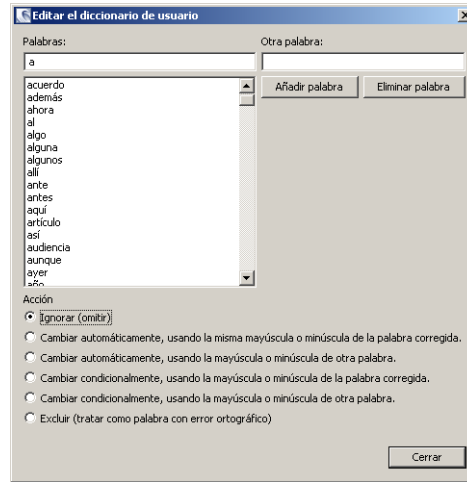 Editar el diccionario de usuario
Palabras:
Otra palabra:
a
acuerdo
además
ahora
al
algo
alguna
algunos
allí
ante
antes
aquí
artículo
así
audiencia
aunque
ayer
año
Añadir palabra
Eliminar palabra
Acción
Ignorar (omitir)
Cambiar automáticamente, usando la misma mayúscula o minúscula de la palabra corregida.
Cambiar automáticamente, usando la mayúscula o minúscula de otra palabra.
Cambiar condicionalmente, usando la mayúscula o minúscula de la palabra corregida.
Cambiar condicionalmente, usando la mayúscula o minúscula de otra palabra.
Excluir (tratar como palabra con error ortográfico)
Cerrar